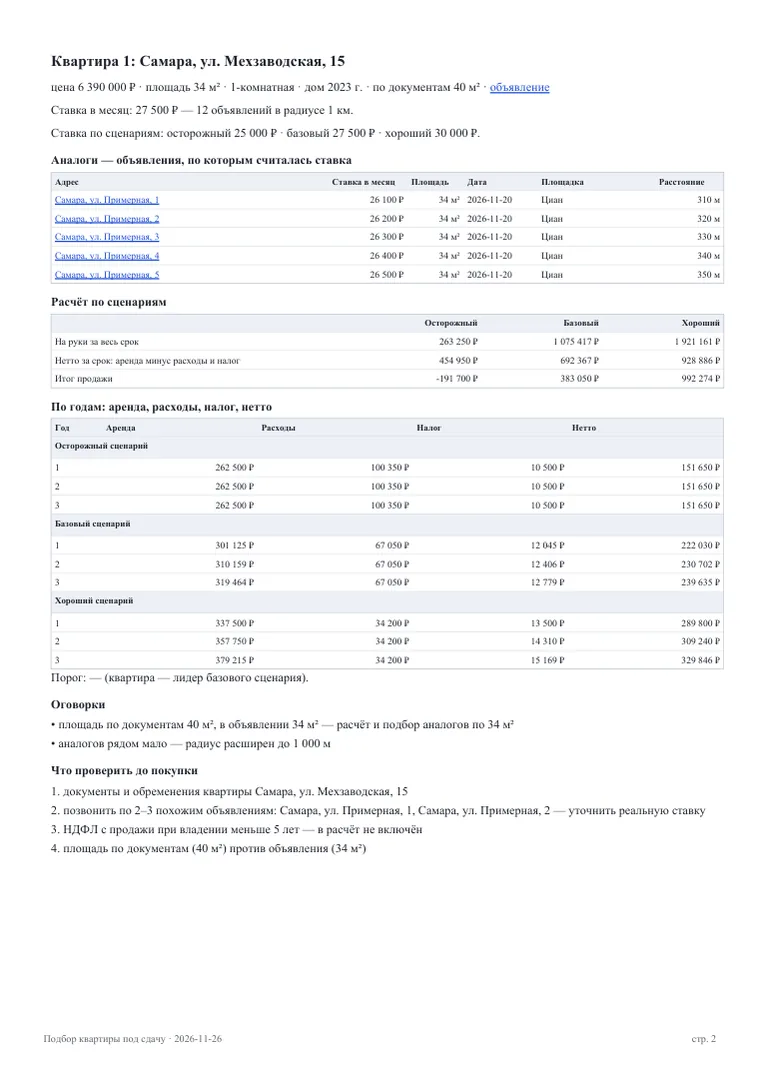 Квартира 1: Самара, ул. Мехзаводская, 15
цена 6 390 000 ₽ · площадь 34 м² · 1-комнатная · дом 2023 г. · по документам 40 м² · объявление
Ставка в месяц: 27 500 ₽ — 12 объявлений в радиусе 1 км.
Ставка по сценариям: осторожный 25 000 ₽ · базовый 27 500 ₽ · хороший 30 000 ₽.
Аналоги — объявления, по которым считалась ставка
Адрес Ставка в месяц Площадь Дата Площадка Расстояние
Самара, ул. Примерная, 1 26 100 ₽ 34 м² 2026-11-20 Циан 310 м
Самара, ул. Примерная, 2 26 200 ₽ 34 м² 2026-11-20 Циан 320 м
Самара, ул. Примерная, 3 26 300 ₽ 34 м² 2026-11-20 Циан 330 м
Самара, ул. Примерная, 4 26 400 ₽ 34 м² 2026-11-20 Циан 340 м
Самара, ул. Примерная, 5 26 500 ₽ 34 м² 2026-11-20 Циан 350 м
Расчёт по сценариям
Осторожный Базовый Хороший
На руки за весь срок 263 250 ₽ 1 075 417 ₽ 1 921 161 ₽
Нетто за срок: аренда минус расходы и налог 454 950 ₽ 692 367 ₽ 928 886 ₽
Итог продажи -191 700 ₽ 383 050 ₽ 992 274 ₽
По годам: аренда, расходы, налог, нетто
Год Аренда Расходы Налог Нетто
Осторожный сценарий
1 262 500 ₽ 100 350 ₽ 10 500 ₽ 151 650 ₽
2 262 500 ₽ 100 350 ₽ 10 500 ₽ 151 650 ₽
3 262 500 ₽ 100 350 ₽ 10 500 ₽ 151 650 ₽
Базовый сценарий
1 301 125 ₽ 67 050 ₽ 12 045 ₽ 222 030 ₽
2 310 159 ₽ 67 050 ₽ 12 406 ₽ 230 702 ₽
3 319 464 ₽ 67 050 ₽ 12 779 ₽ 239 635 ₽
Хороший сценарий
1 337 500 ₽ 34 200 ₽ 13 500 ₽ 289 800 ₽
2 357 750 ₽ 34 200 ₽ 14 310 ₽ 309 240 ₽
3 379 215 ₽ 34 200 ₽ 15 169 ₽ 329 846 ₽
Порог: — (квартира — лидер базового сценария).
Оговорки
• площадь по документам 40 м², в объявлении 34 м² — расчёт и подбор аналогов по 34 м²
• аналогов рядом мало — радиус расширен до 1 000 м
Что проверить до покупки
1. документы и обременения квартиры Самара, ул. Мехзаводская, 15
2. позвонить по 2–3 похожим объявлениям: Самара, ул. Примерная, 1, Самара, ул. Примерная, 2 — уточнить реальную ставку
3. НДФЛ с продажи при владении меньше 5 лет — в расчёт не включён
4. площадь по документам (40 м²) против объявления (34 м²)
Подбор квартиры под сдачу · 2026-11-26 стр. 2